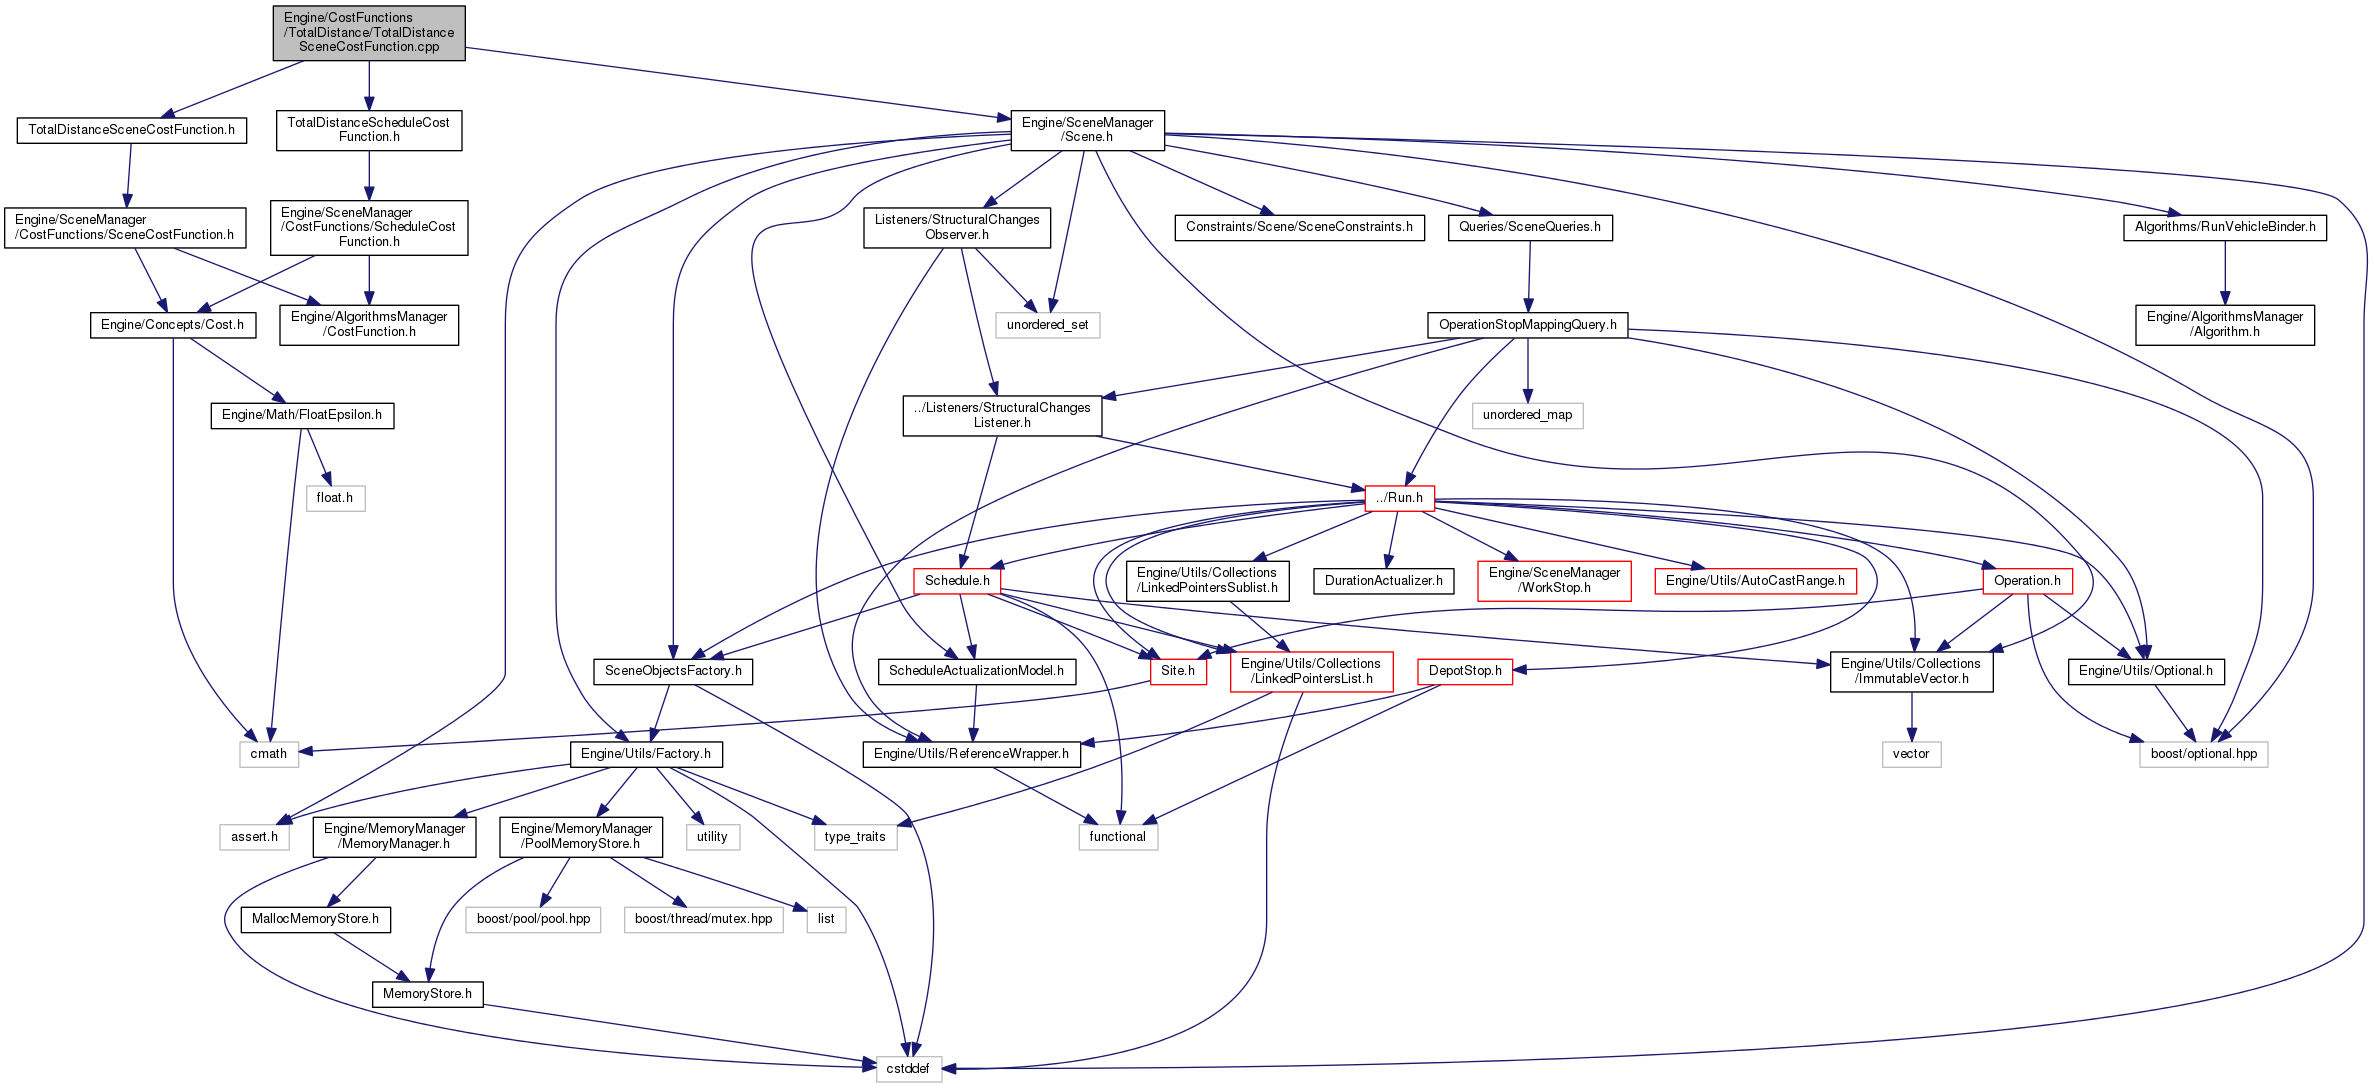 Engine/CostFunctions
/TotalDistance/TotalDistance
SceneCostFunction.cpp
TotalDistanceSceneCostFunction.h
TotalDistanceScheduleCost
Function.h
Engine/SceneManager
/Scene.h
Engine/SceneManager
/CostFunctions/SceneCostFunction.h
Engine/SceneManager
/CostFunctions/ScheduleCost
Function.h
Listeners/StructuralChanges
Observer.h
Constraints/Scene/SceneConstraints.h
Queries/SceneQueries.h
Algorithms/RunVehicleBinder.h
Engine/Concepts/Cost.h
Engine/AlgorithmsManager
/CostFunction.h
unordered_set
OperationStopMappingQuery.h
Engine/AlgorithmsManager
/Algorithm.h
Engine/Math/FloatEpsilon.h
../Listeners/StructuralChanges
Listener.h
unordered_map
float.h
../Run.h
Schedule.h
Engine/Utils/Collections
/LinkedPointersSublist.h
DurationActualizer.h
Engine/SceneManager
/WorkStop.h
Engine/Utils/AutoCastRange.h
Operation.h
SceneObjectsFactory.h
ScheduleActualizationModel.h
Site.h
Engine/Utils/Collections
/LinkedPointersList.h
DepotStop.h
Engine/Utils/Collections
/ImmutableVector.h
Engine/Utils/Optional.h
cmath
Engine/Utils/Factory.h
Engine/Utils/ReferenceWrapper.h
vector
boost/optional.hpp
assert.h
Engine/MemoryManager
/MemoryManager.h
Engine/MemoryManager
/PoolMemoryStore.h
utility
type_traits
functional
MallocMemoryStore.h
boost/pool/pool.hpp
boost/thread/mutex.hpp
list
MemoryStore.h
cstddef